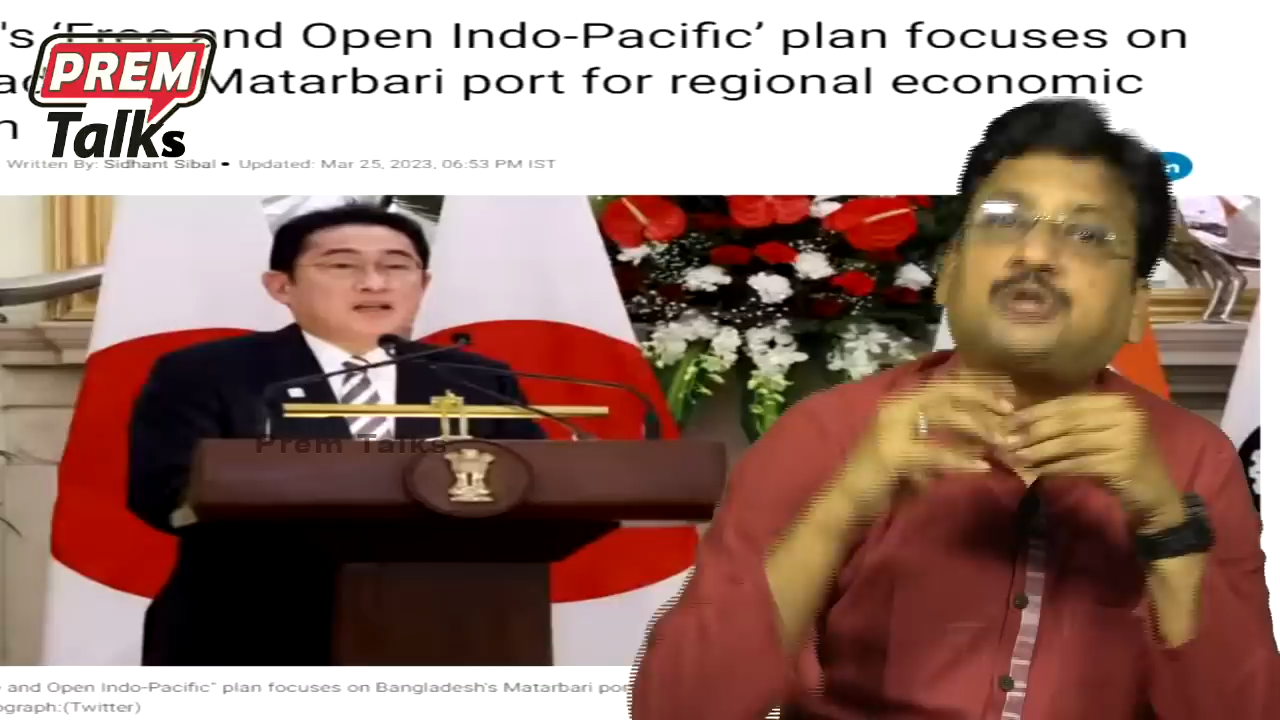 's ‘Free and Open Indo-Pacific’ plan focuses on
Matarbari port for regional economic
n
PREM
Talks
Written By: Sidhant Sibal • Updated: Mar 25, 2023, 06:53 PM IST
Prem Talks
and Open Indo-Pacific" plan focuses on Bangladesh's Matarbari por
ograph:(Twitter)